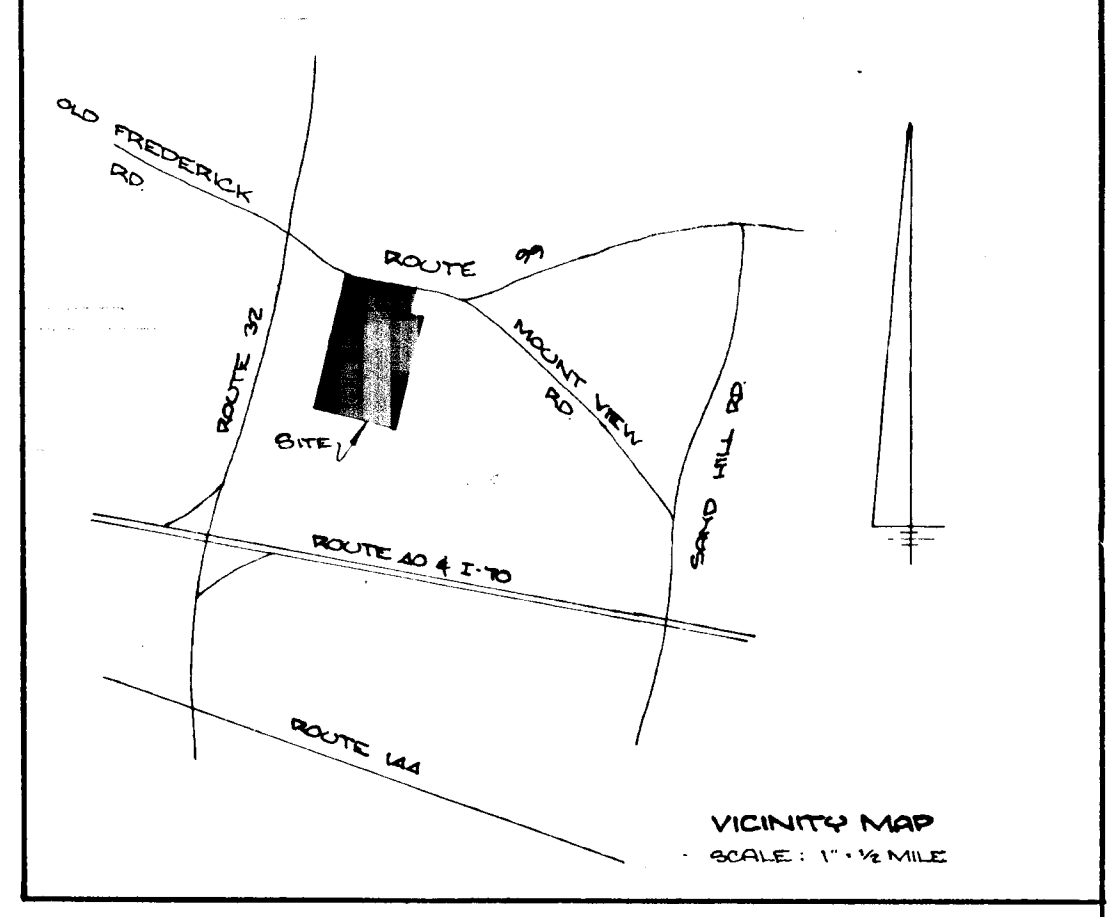 OLD FREDERICK
RD.
ROUTE 99
ROUTE 32
MOUNT VIEW
RD.
SAND HILL RD.
SITE
ROUTE 40 & I-70
ROUTE 144
VICINITY MAP
SCALE: 1" = 1/2 MILE